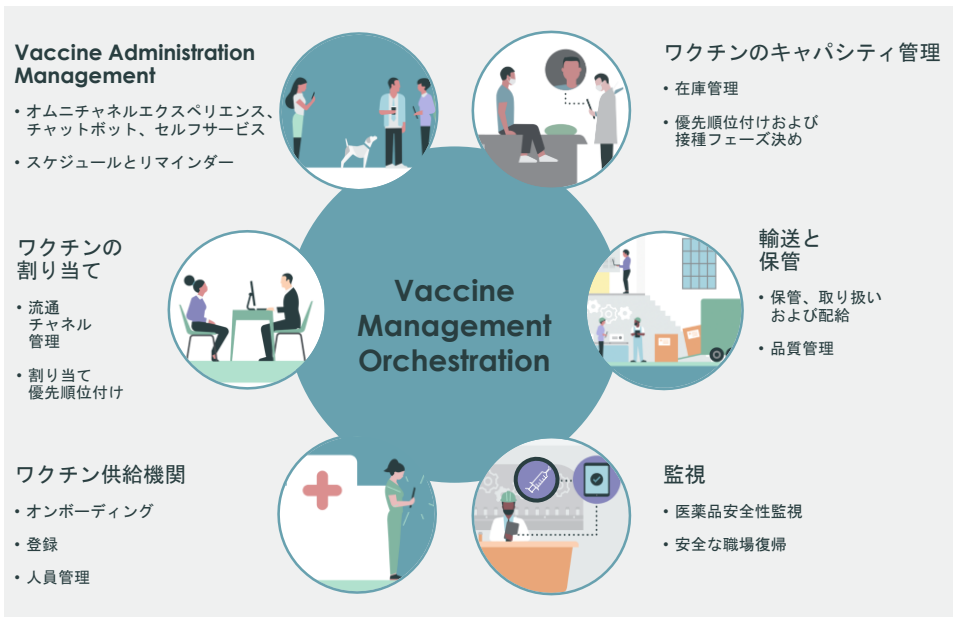 Vaccine Administration
Management
• オムニチャネルエクスペリエンス、
チャットボット、セルフサービス
• スケジュールとリマインダー
ワクチンのキャパシティ管理
• 在庫管理
• 優先順位付けおよび
接種フェーズ決め
ワクチンの
割り当て
• 流通
チャネル
管理
• 割り当て
優先順位付け
Vaccine
Management
Orchestration
輸送と
保管
• 保管、取り扱い
および配給
• 品質管理
ワクチン供給機関
• オンボーディング
• 登録
• 人員管理
監視
• 医薬品安全性監視
• 安全な職場復帰